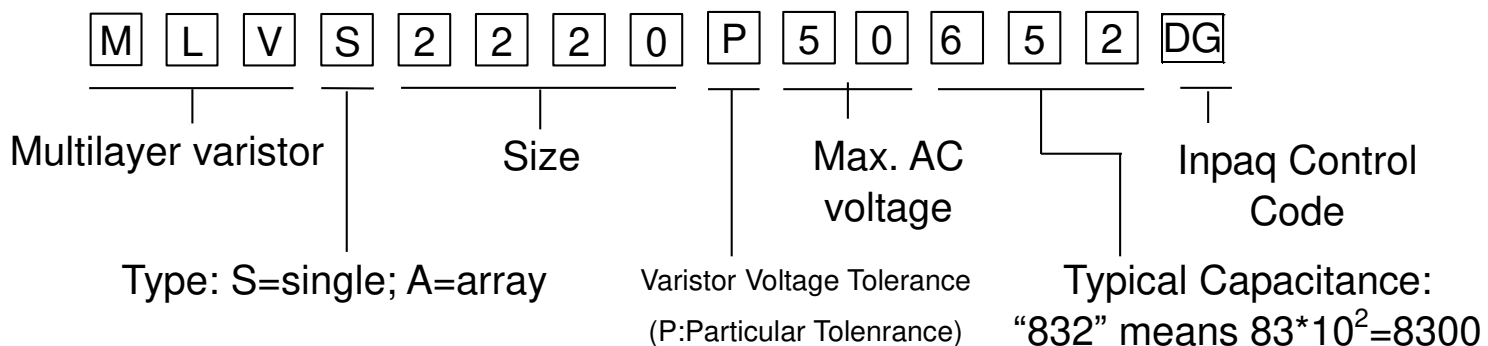 M L V S 2 2 2 0 P 5 0 6 5 2 DG
Multilayer varistor
Size
Max. AC
voltage
Inpaq Control
Code
Type: S=single; A=array
Varistor Voltage Tolerance
(P:Particular Tolenrance)
Typical Capacitance:
“832” means 83*10²=8300